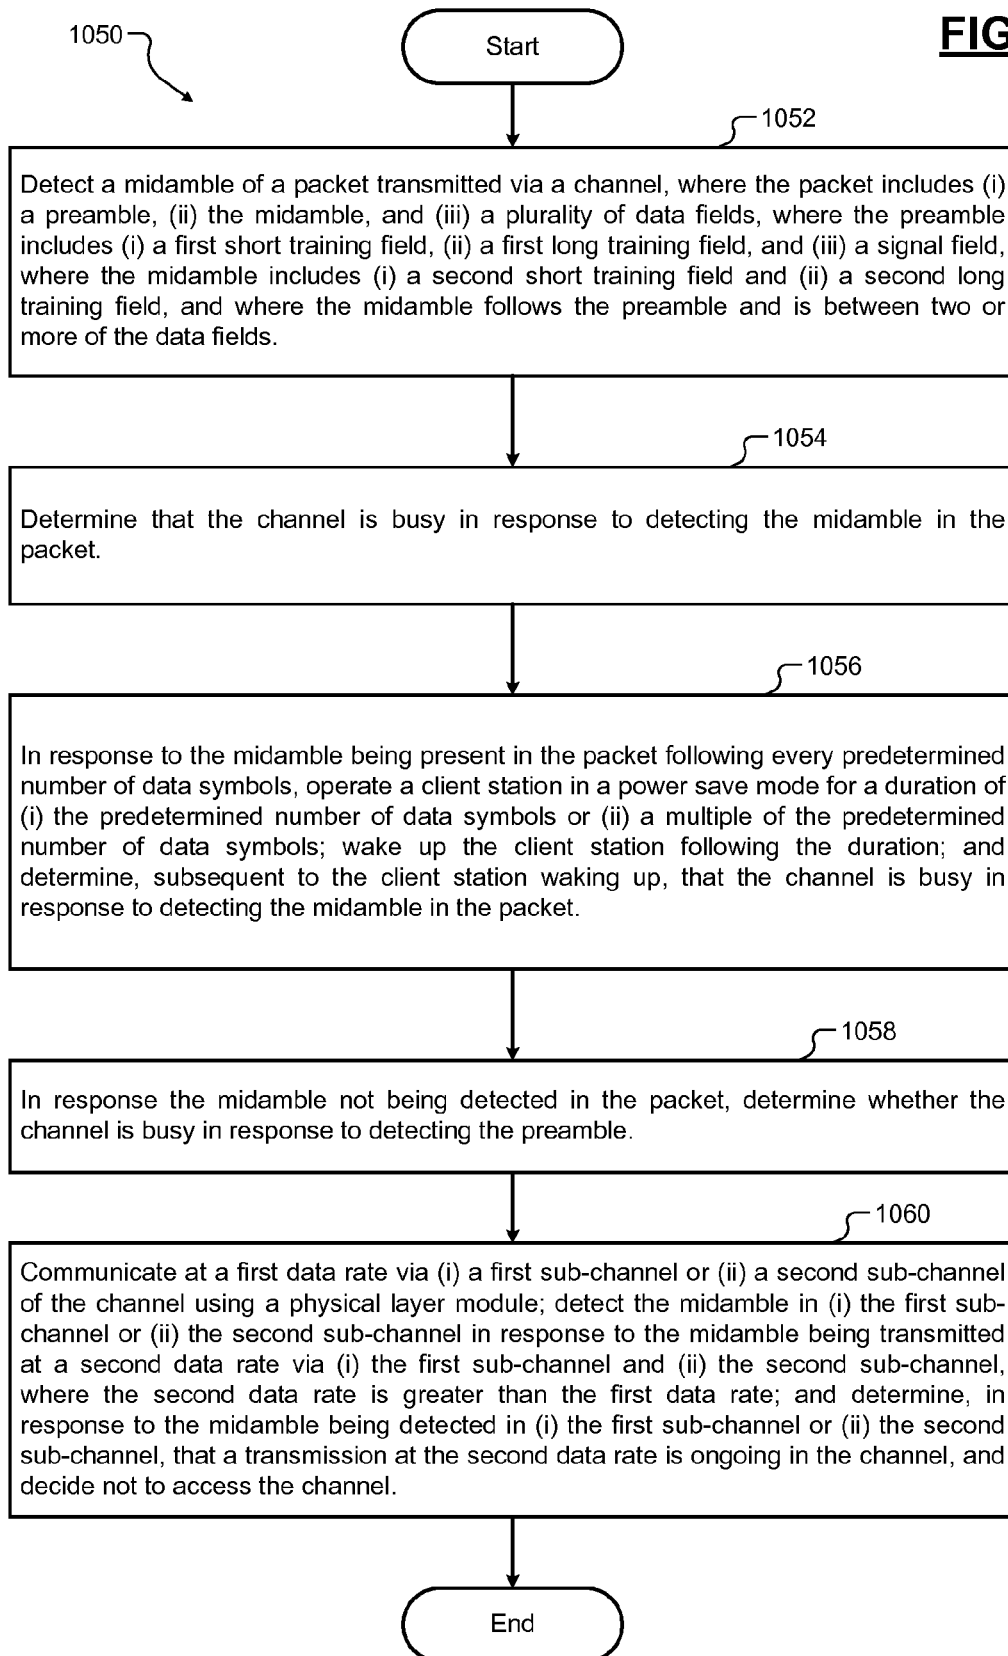 1050
Start
FIG
1052
Detect a midamble of a packet transmitted via a channel, where the packet includes (i)
a preamble, (ii) the midamble, and (iii) a plurality of data fields, where the preamble
includes (i) a first short training field, (ii) a first long training field, and (iii) a signal field,
where the midamble includes (i) a second short training field and (ii) a second long
training field, and where the midamble follows the preamble and is between two or
more of the data fields.
1054
Determine that the channel is busy in response to detecting the midamble in the
packet.
1056
In response to the midamble being present in the packet following every predetermined
number of data symbols, operate a client station in a power save mode for a duration of
(i) the predetermined number of data symbols or (ii) a multiple of the predetermined
number of data symbols; wake up the client station following the duration; and
determine, subsequent to the client station waking up, that the channel is busy in
response to detecting the midamble in the packet.
1058
In response the midamble not being detected in the packet, determine whether the
channel is busy in response to detecting the preamble.
1060
Communicate at a first data rate via (i) a first sub-channel or (ii) a second sub-channel
of the channel using a physical layer module; detect the midamble in (i) the first sub-
channel or (ii) the second sub-channel in response to the midamble being transmitted
at a second data rate via (i) the first sub-channel and (ii) the second sub-channel,
where the second data rate is greater than the first data rate; and determine, in
response to the midamble being detected in (i) the first sub-channel or (ii) the second
sub-channel, that a transmission at the second data rate is ongoing in the channel, and
decide not to access the channel.
End